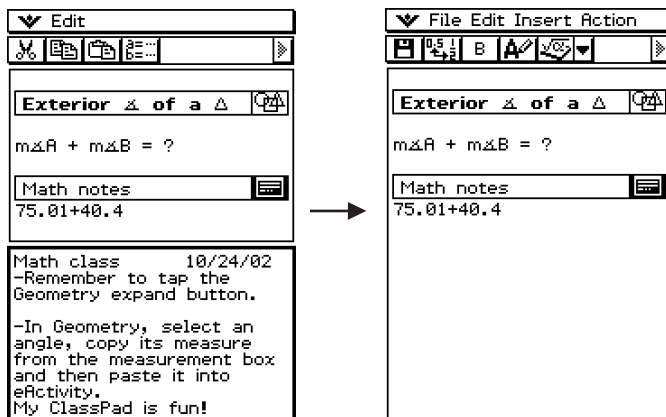 Edit
Exterior ∡ of a △
m∡A + m∡B = ?
Math notes
75.01+40.4
Math class 10/24/02
-Remember to tap the
Geometry expand button.
-In Geometry, select an
angle, copy its measure
from the measurement box
and then paste it into
eActivity.
My ClassPad is fun!
File Edit Insert Action
B
Exterior ∡ of a △
m∡A + m∡B = ?
Math notes
75.01+40.4